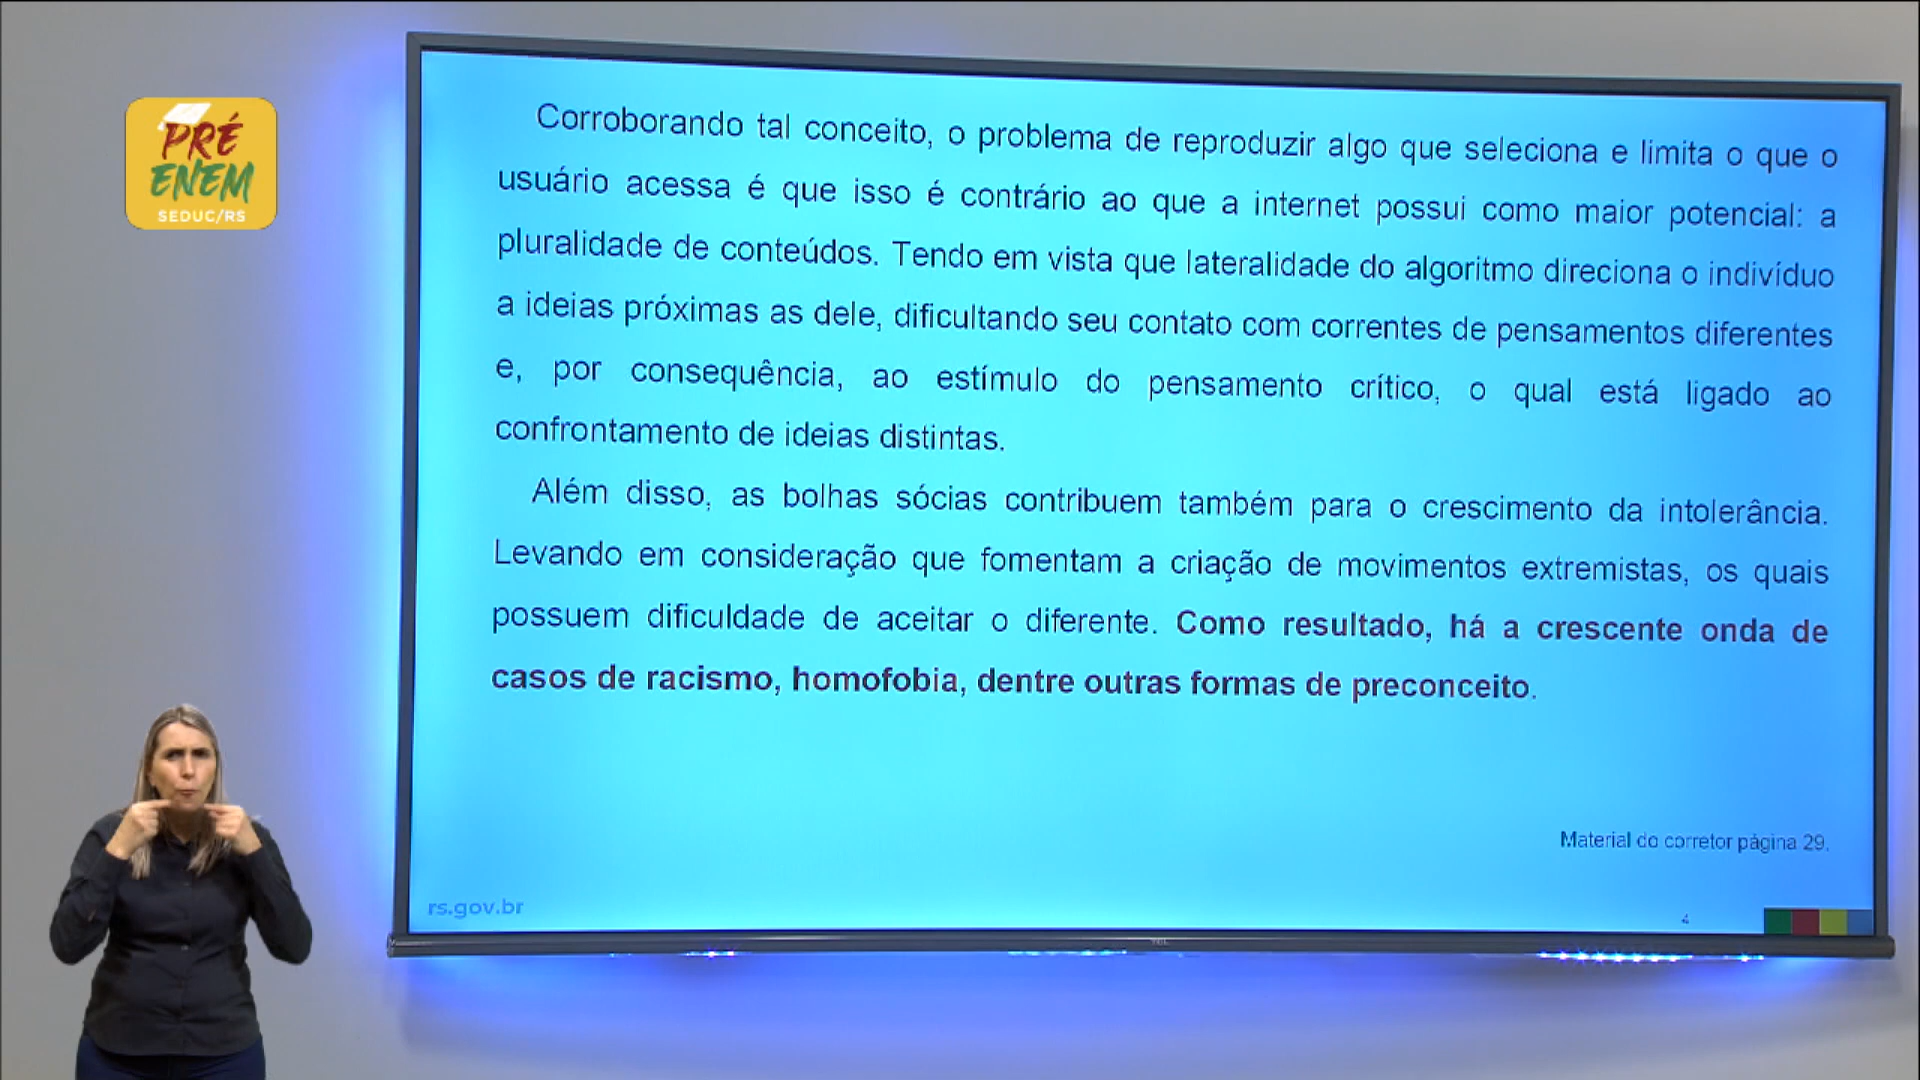 PRÉ
ENEM
SEDUC/RS
Corroborando tal conceito, o problema de reproduzir algo que seleciona e limita o que o
usuário acessa é que isso é contrário ao que a internet possui como maior potencial: a
pluralidade de conteúdos. Tendo em vista que lateralidade do algoritmo direciona o indivíduo
a ideias próximas as dele, dificultando seu contato com correntes de pensamentos diferentes
e, por consequência, ao estímulo do pensamento crítico, o qual está ligado ao
confrontamento de ideias distintas.
Além disso, as bolhas sócias contribuem também para o crescimento da intolerância.
Levando em consideração que fomentam a criação de movimentos extremistas, os quais
possuem dificuldade de aceitar o diferente. Como resultado, há a crescente onda de
casos de racismo, homofobia, dentre outras formas de preconceito.
Material do corretor página 29.
rs.gov.br
4
TCL